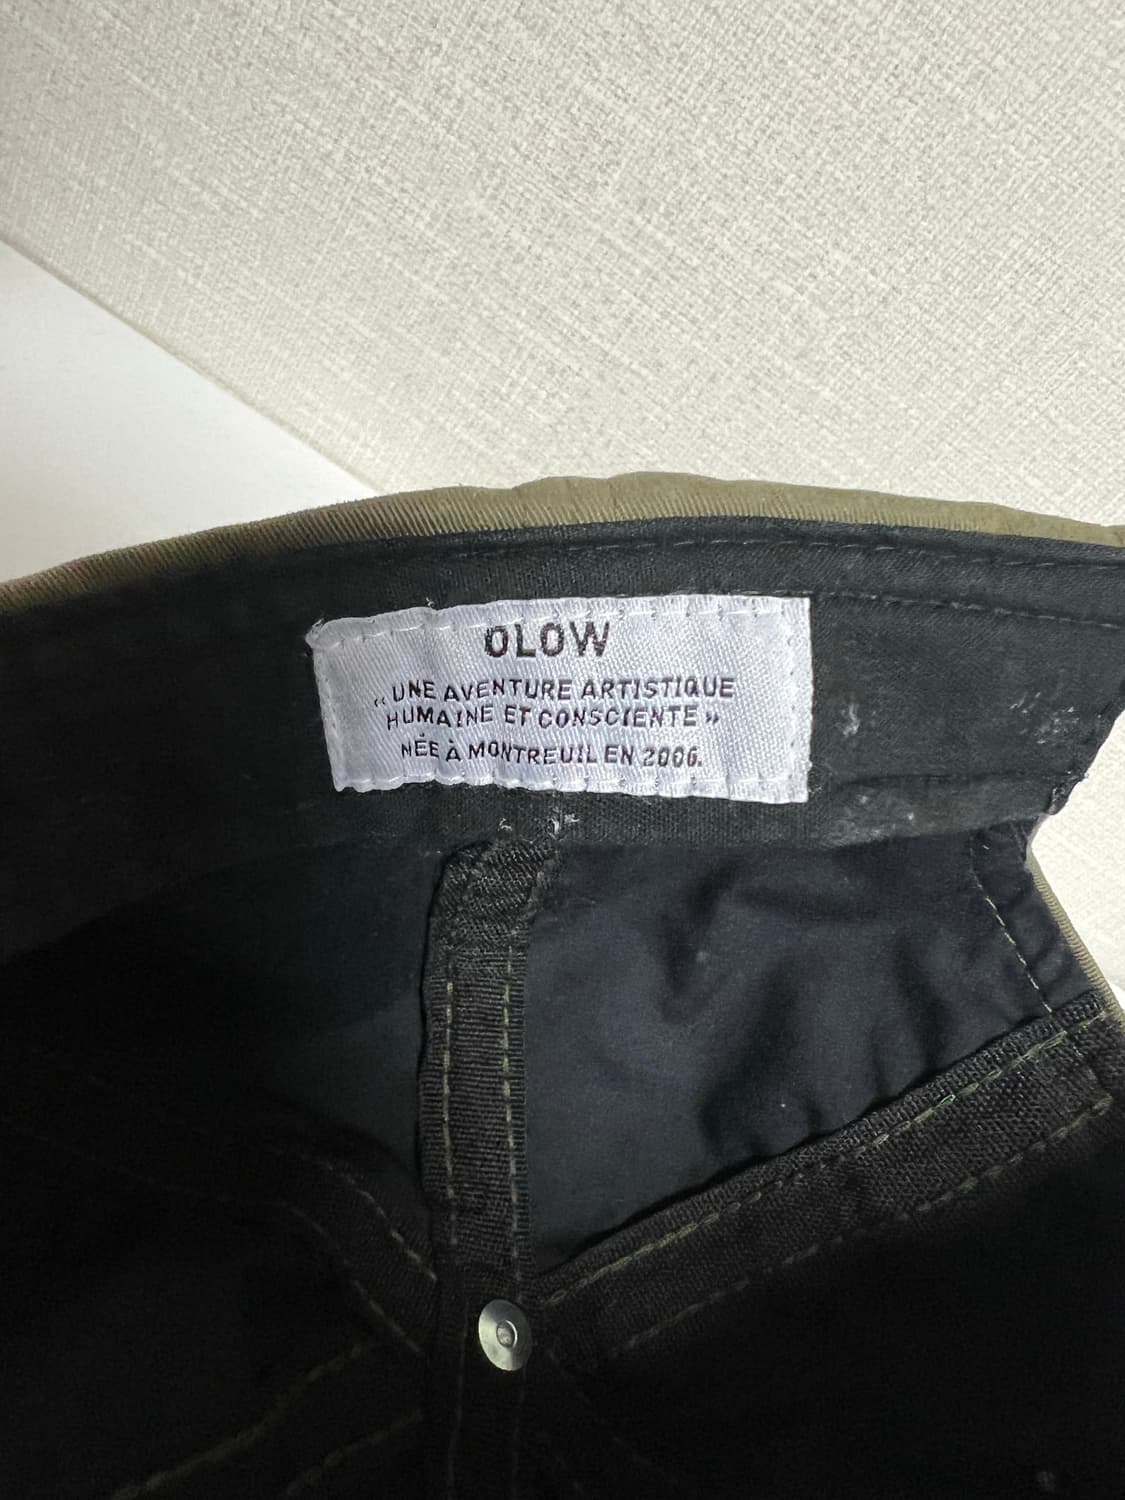 OLOW
« UNE AVENTURE ARTISTIQUE
HUMAINE ET CONSCIENTE »
NÉE À MONTREUIL EN 2006.